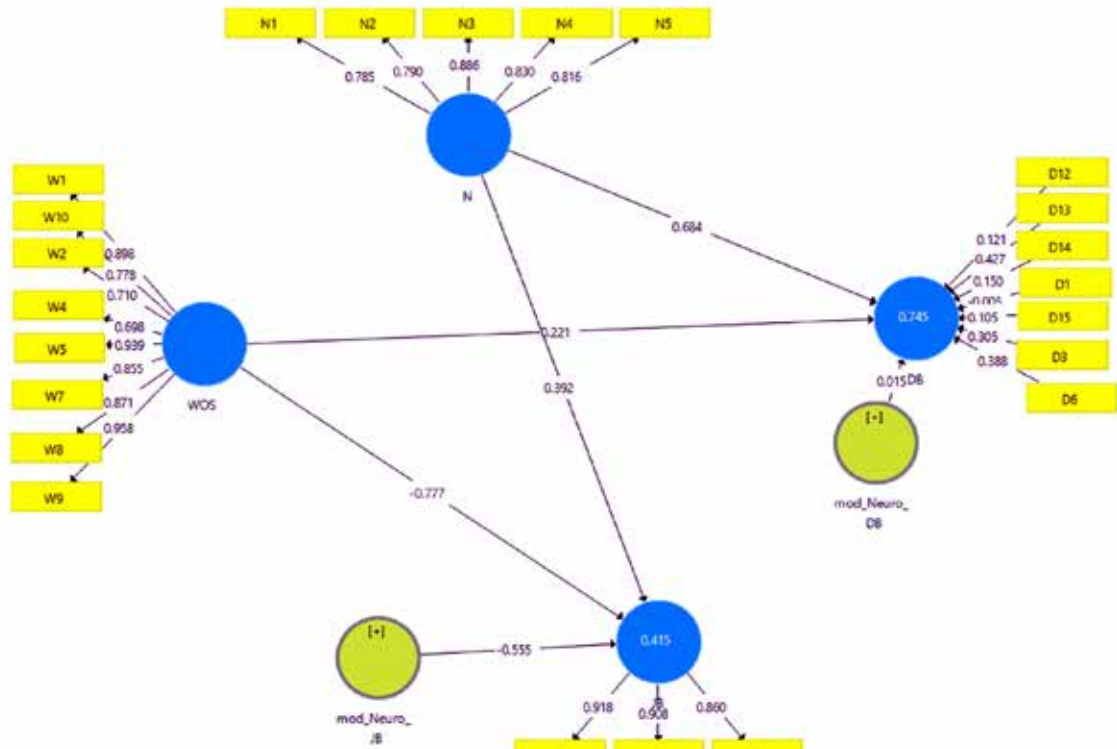 N1
N2
N3
N4
N5
0.785
0.790
0.886
0.830
0.816
N
W1
W10
W2
W4
W5
W7
W8
W9
0.898
0.778
0.710
0.698
0.939
0.855
0.871
0.958
WOS
0.684
0.221
0.392
-0.777
D12
D13
D14
D1
D15
D3
D6
0.121
0.427
0.150
-0.005
0.105
0.305
0.388
0.745
DB
0.015
[+]
mod_Neuro_
DB
[+]
mod_Neuro_
JB
-0.555
0.415
JB
0.918
0.908
0.860